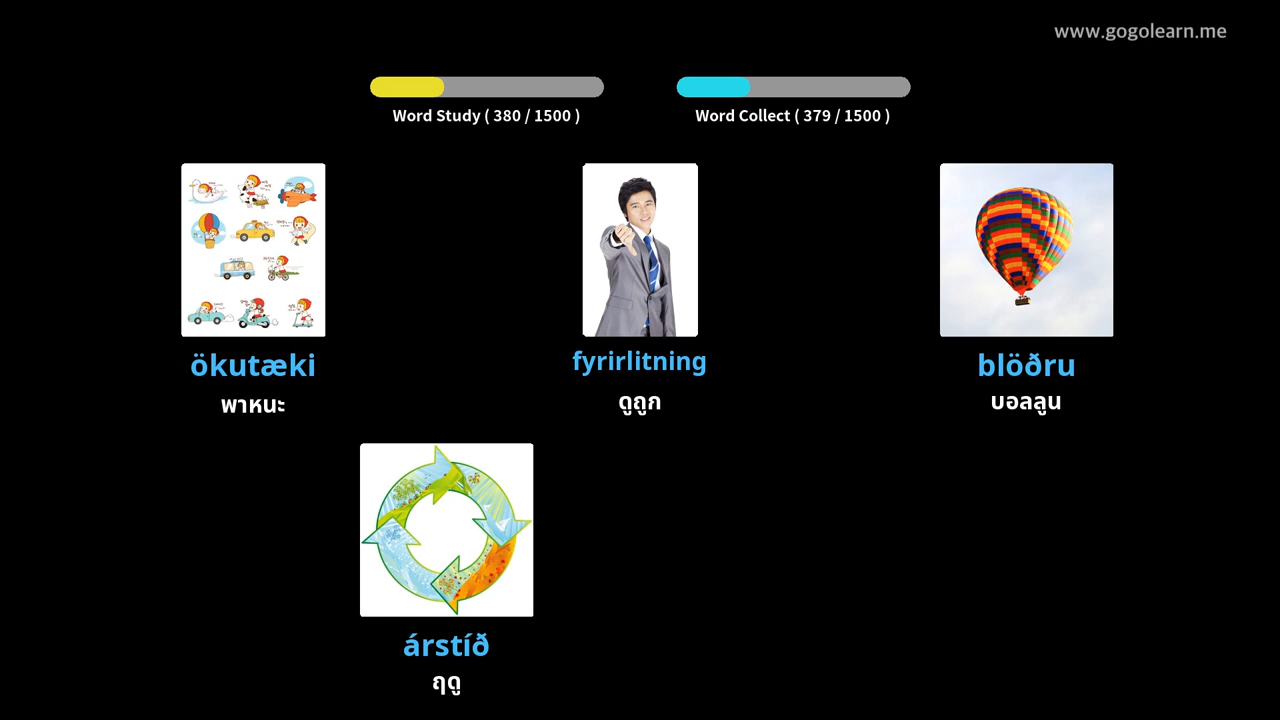 www.gogolearn.me
Word Study ( 380 / 1500 )
Word Collect ( 379 / 1500 )
ökutæki
พาหนะ
fyrirlitning
ดูถูก
blöðru
บอลลูน
árstíð
ฤดู